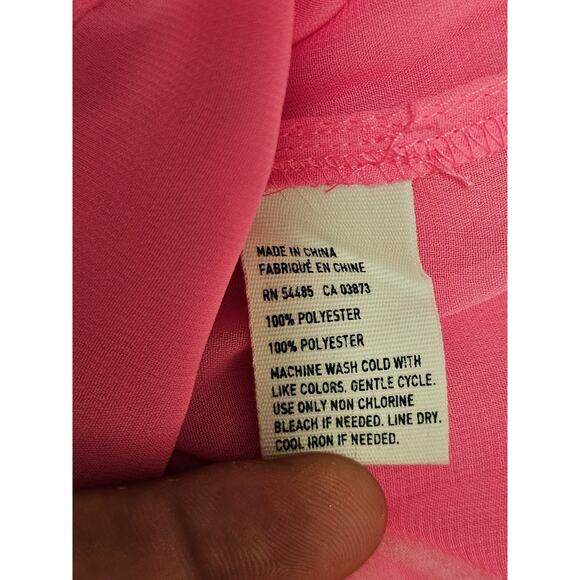 MADE IN CHINA
FABRIQUÉ EN CHINE
RN 54485 CA 03873
100% POLYESTER
100% POLYESTER
MACHINE WASH COLD WITH
LIKE COLORS. GENTLE CYCLE.
USE ONLY NON CHLORINE
BLEACH IF NEEDED. LINE DRY.
COOL IRON IF NEEDED.